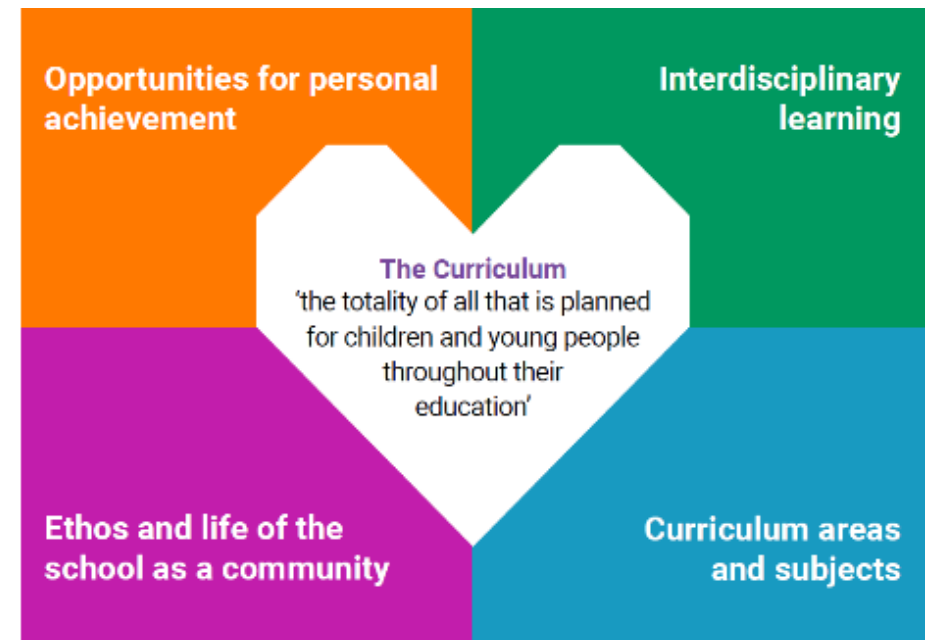 Opportunities for personal
achievement
Interdisciplinary
learning
The Curriculum
‘the totality of all that is planned
for children and young people
throughout their
education’
Ethos and life of the
school as a community
Curriculum areas
and subjects